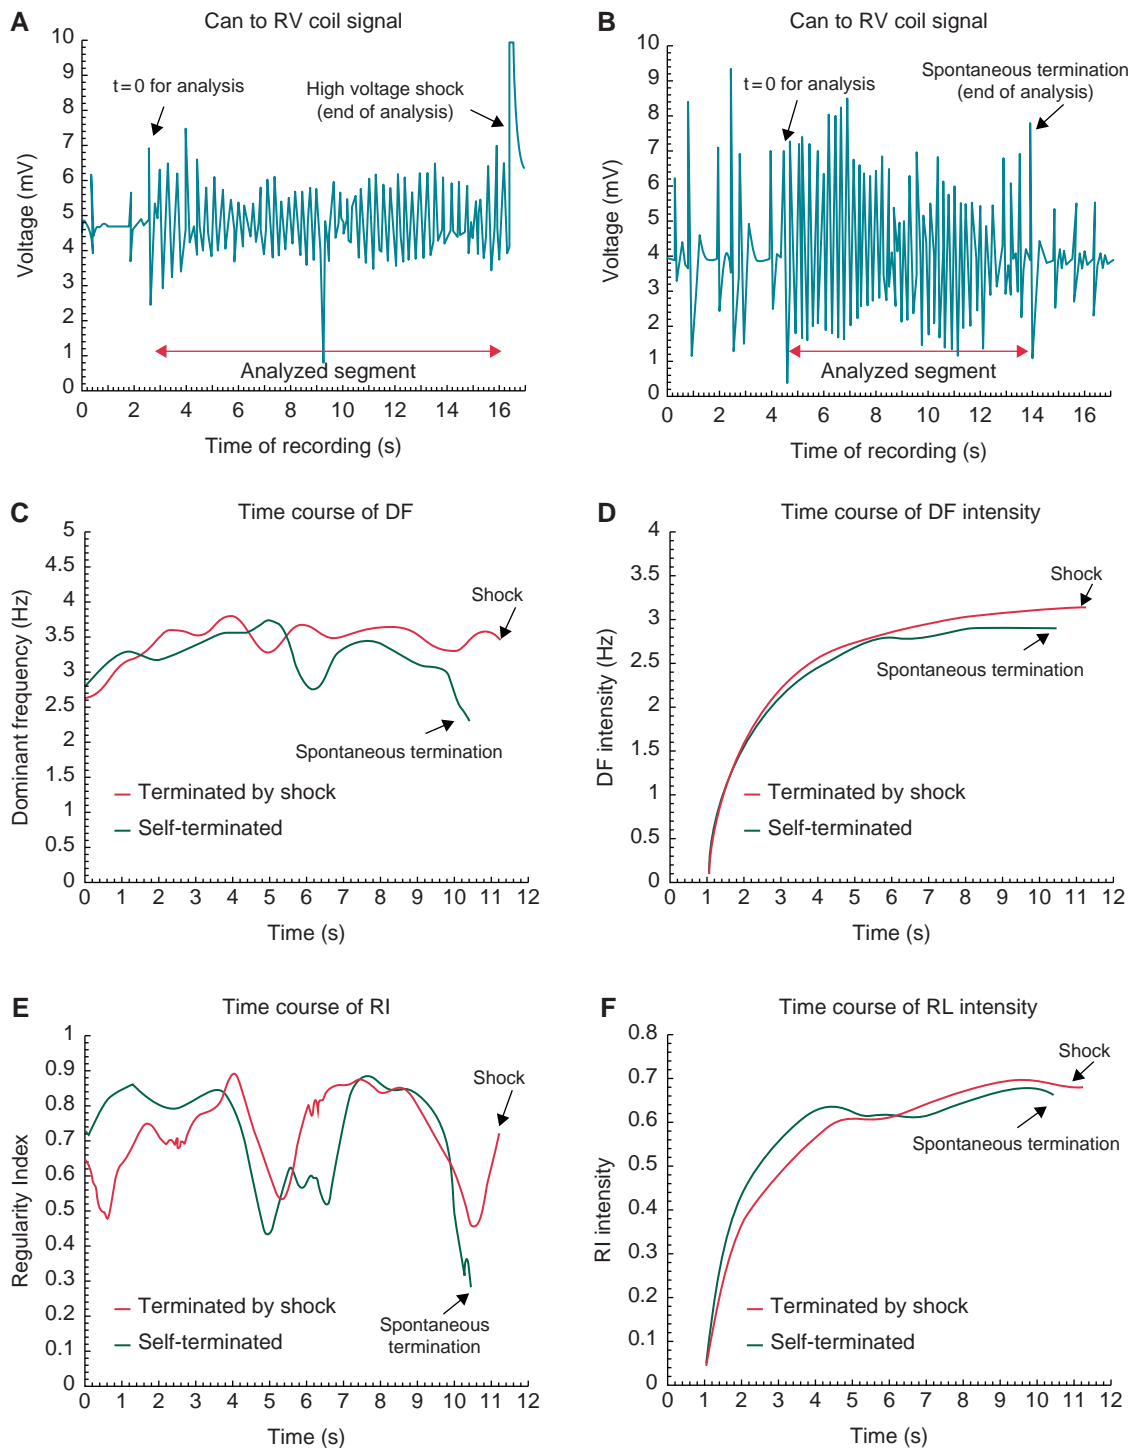 A
Can to RV coil signal
10
9
8
7
6
5
4
3
2
1
0
Voltage (mV)
t=0 for analysis
High voltage shock
(end of analysis)
Analyzed segment
0 2 4 6 8 10 12 14 16
Time of recording (s)
B
Can to RV coil signal
10
9
8
7
6
5
4
3
2
1
0
Voltage (mV)
t=0 for analysis
Spontaneous termination
(end of analysis)
Analyzed segment
0 2 4 6 8 10 12 14 16
Time of recording (s)
C
Time course of DF
5
4.5
4
3.5
3
2.5
2
1.5
1
0.5
0
Dominant frequency (Hz)
Shock
Spontaneous termination
Terminated by shock
Self-terminated
0 1 2 3 4 5 6 7 8 9 10 11 12
Time (s)
D
Time course of DF intensity
4
3.5
3
2.5
2
1.5
1
0.5
0
DF intensity (Hz)
Shock
Spontaneous termination
Terminated by shock
Self-terminated
0 1 2 3 4 5 6 7 8 9 10 11 12
Time (s)
E
Time course of RI
1
0.9
0.8
0.7
0.6
0.5
0.4
0.3
0.2
0.1
0
Regularity Index
Shock
Terminated by shock
Self-terminated
Spontaneous
termination
0 1 2 3 4 5 6 7 8 9 10 11 12
Time (s)
F
Time course of RL intensity
0.8
0.7
0.6
0.5
0.4
0.3
0.2
0.1
0
RI intensity
Shock
Spontaneous termination
Terminated by shock
Self-terminated
0 1 2 3 4 5 6 7 8 9 10 11 12
Time (s)